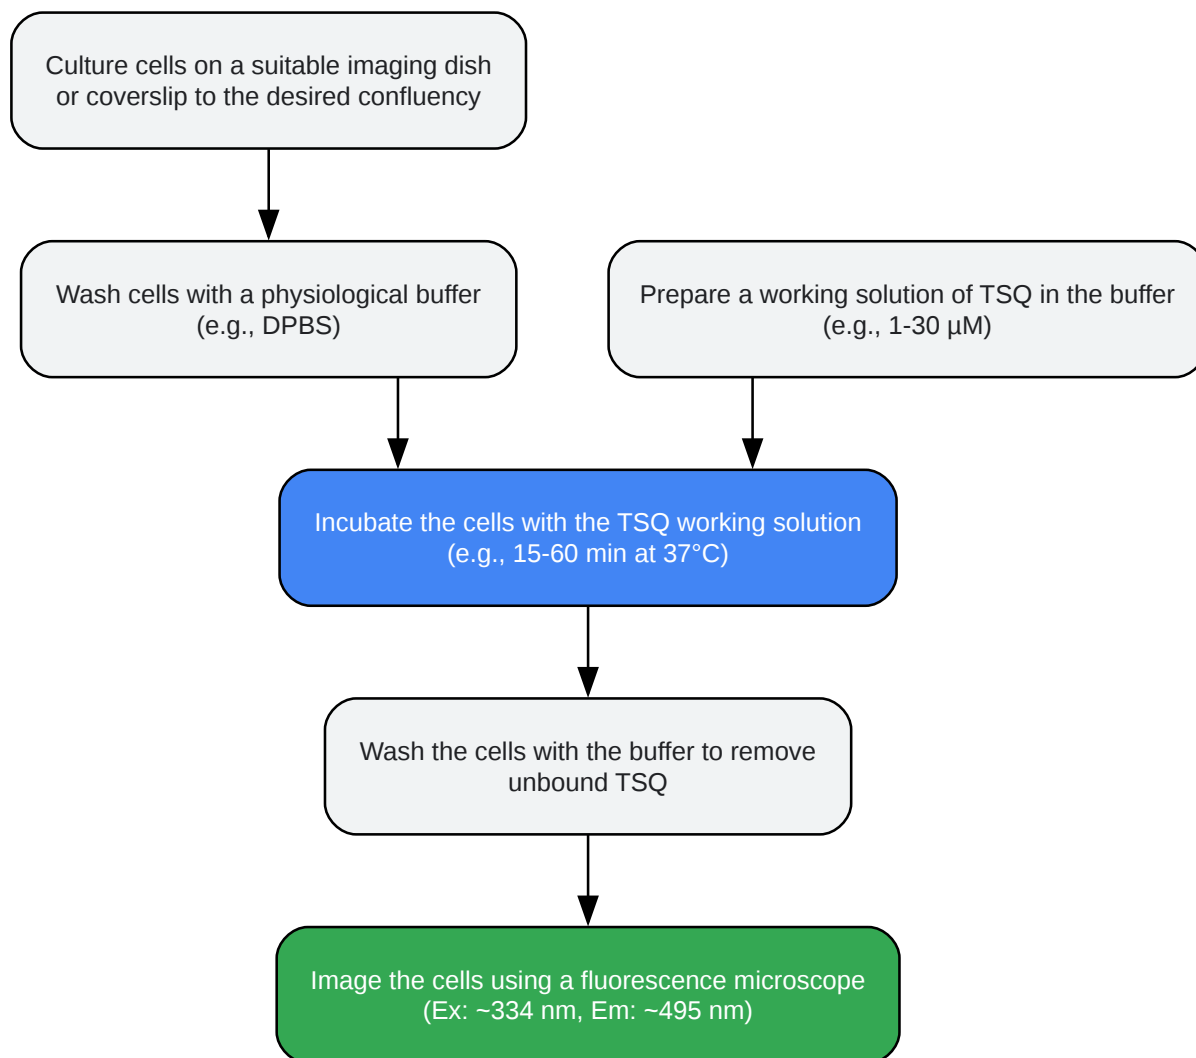 Culture cells on a suitable imaging dish
or coverslip to the desired confluency
Wash cells with a physiological buffer
(e.g., DPBS)
Prepare a working solution of TSQ in the buffer
(e.g., 1-30 µM)
Incubate the cells with the TSQ working solution
(e.g., 15-60 min at 37°C)
Wash the cells with the buffer to remove
unbound TSQ
Image the cells using a fluorescence microscope
(Ex: ~334 nm, Em: ~495 nm)